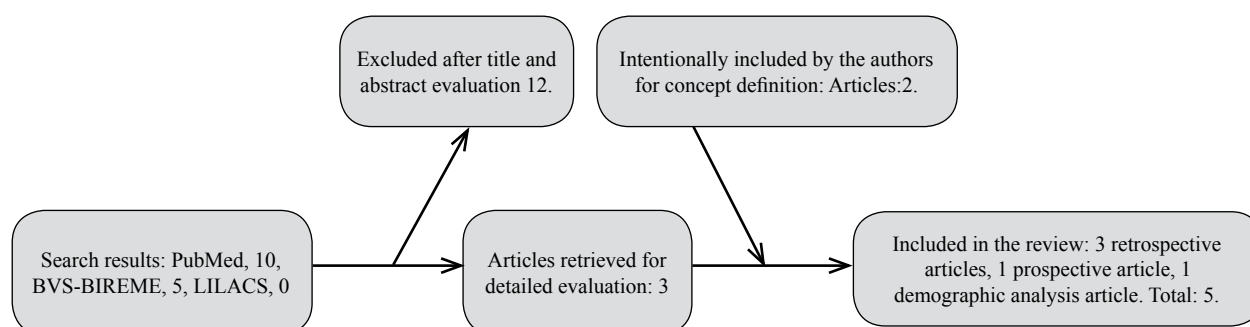 Excluded after title and
abstract evaluation 12.
Intentionally included by the authors
for concept definition: Articles:2.
Search results: PubMed, 10,
BVS-BIREME, 5, LILACS, 0
Articles retrieved for
detailed evaluation: 3
Included in the review: 3 retrospective
articles, 1 prospective article, 1
demographic analysis article. Total: 5.